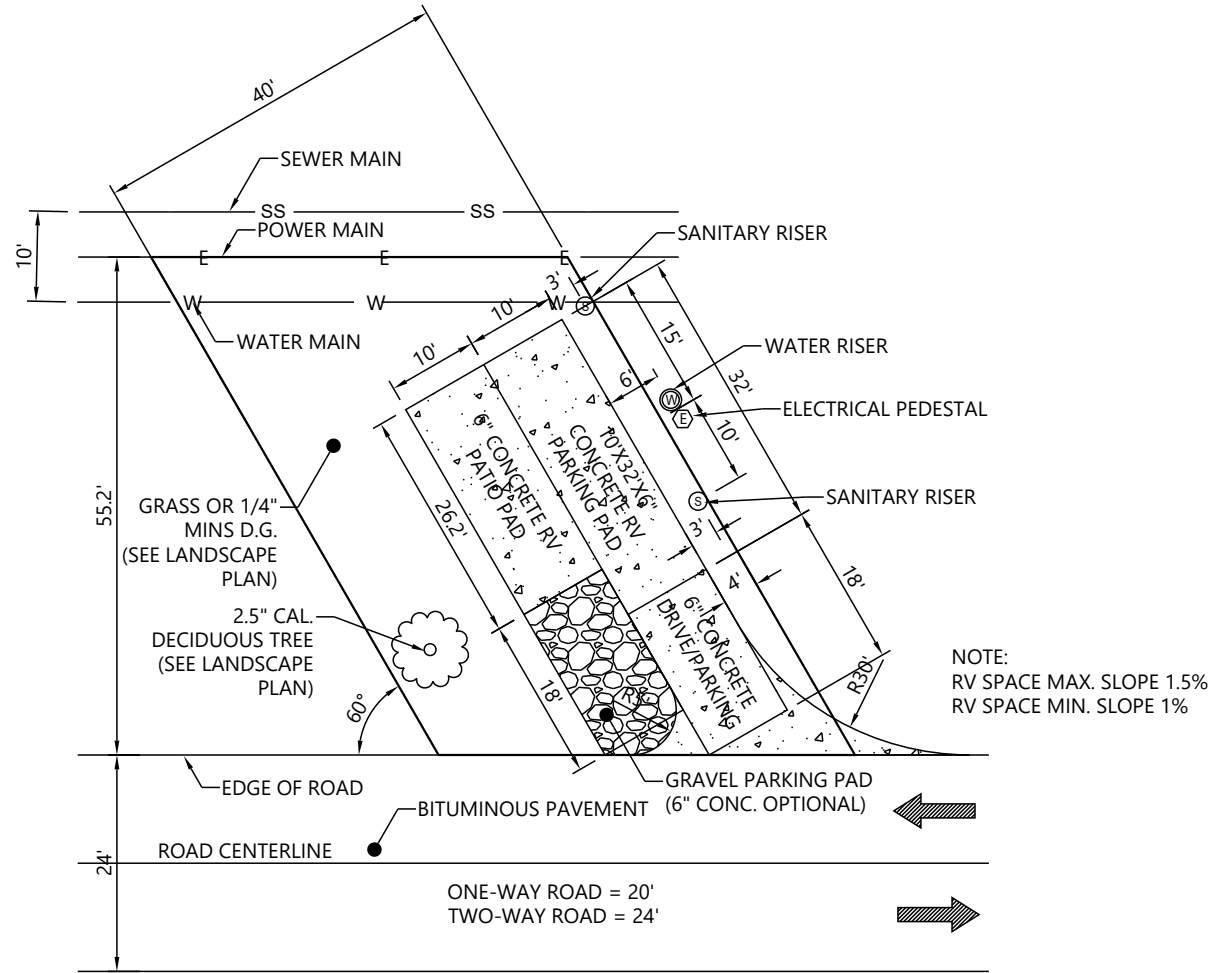 40'
SEWER MAIN
SS
SS
POWER MAIN
SANITARY RISER
E
E
E
10'
3'
W
W
W
S
WATER MAIN
10'
10'
15'
WATER RISER
32'
6'
W
ELECTRICAL PEDESTAL
E
10'
10'X32'X6"
CONCRETE RV
PARKING PAD
6" CONCRETE RV
PATIO PAD
SANITARY RISER
S
3'
GRASS OR 1/4"
MINS D.G.
(SEE LANDSCAPE
PLAN)
55.2'
26.2'
18'
4'
6" CONCRETE
DRIVE/PARKING
2.5" CAL.
DECIDUOUS TREE
(SEE LANDSCAPE
PLAN)
R30'
NOTE:
RV SPACE MAX. SLOPE 1.5%
RV SPACE MIN. SLOPE 1%
60°
18'
EDGE OF ROAD
GRAVEL PARKING PAD
(6" CONC. OPTIONAL)
BITUMINOUS PAVEMENT
ROAD CENTERLINE
24'
ONE-WAY ROAD = 20'
TWO-WAY ROAD = 24'